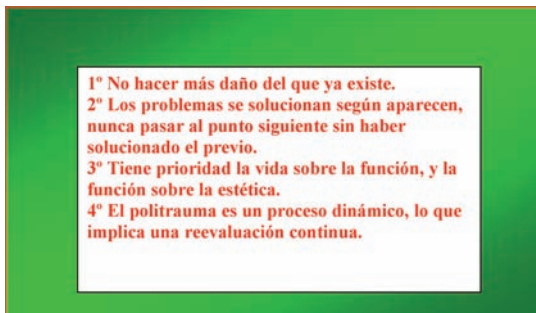 1º No hacer más daño del que ya existe.
2º Los problemas se solucionan según aparecen,
nunca pasar al punto siguiente sin haber
solucionado el previo.
3º Tiene prioridad la vida sobre la función, y la
función sobre la estética.
4º El politrauma es un proceso dinámico, lo que
implica una reevaluación continua.